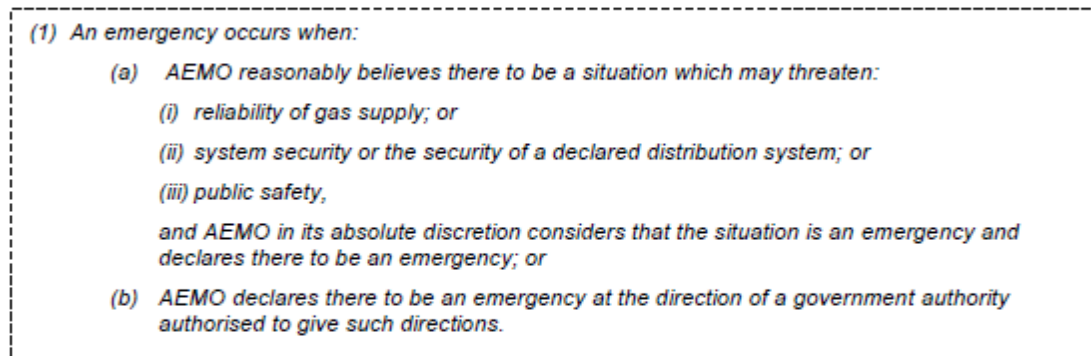 (1) An emergency occurs when:
(a) AEMO reasonably believes there to be a situation which may threaten:
(i) reliability of gas supply; or
(ii) system security or the security of a declared distribution system; or
(iii) public safety,
and AEMO in its absolute discretion considers that the situation is an emergency and
declares there to be an emergency; or
(b) AEMO declares there to be an emergency at the direction of a government authority
authorised to give such directions.